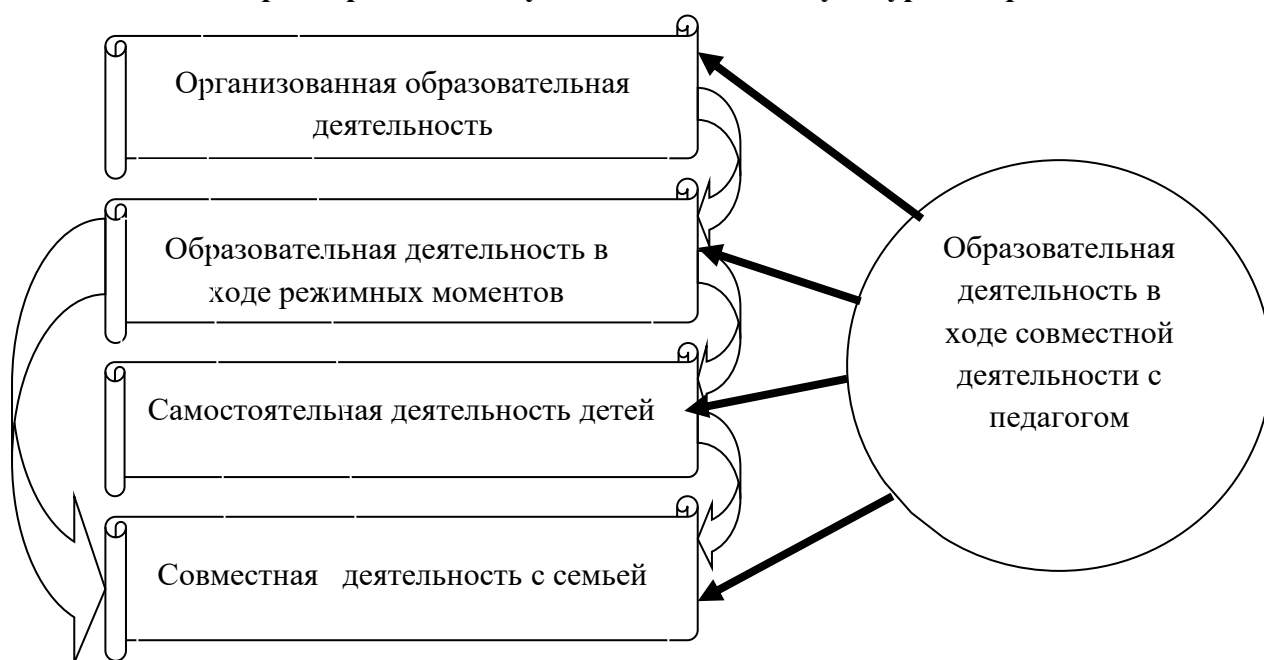 Организованная образовательная
деятельность
Образовательная деятельность в
ходе режимных моментов
Самостоятельная деятельность детей
Совместная деятельность с семьей
Образовательная
деятельность в
ходе совместной
деятельности с
педагогом